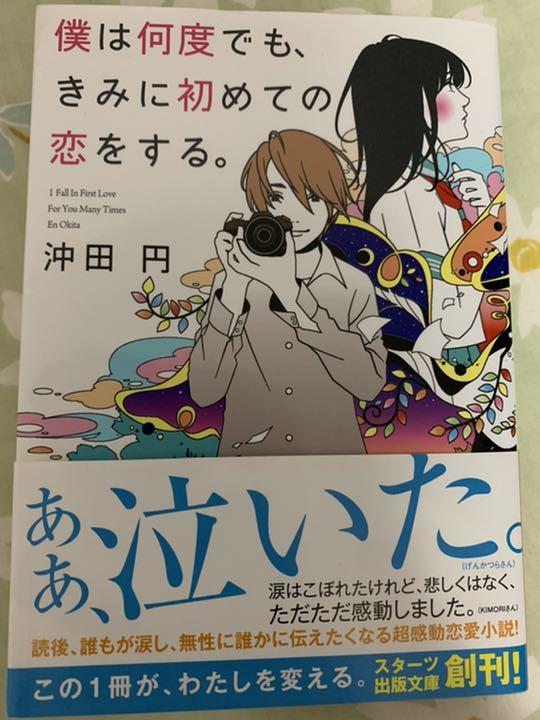 僕は何度でも、
きみに初めての
恋をする。
I Fall In First Love
For You Many Times
En Okita
沖田 円
ああ、泣いた。
(げんかつらさん)
涙はこぼれたけれど、悲しくはなく、
ただただ感動しました。(KIMORIさん)
読後、誰もが涙し、無性に誰かに伝えたくなる超感動恋愛小説!
この1冊が、わたしを変える。
スターツ
出版文庫
創刊!